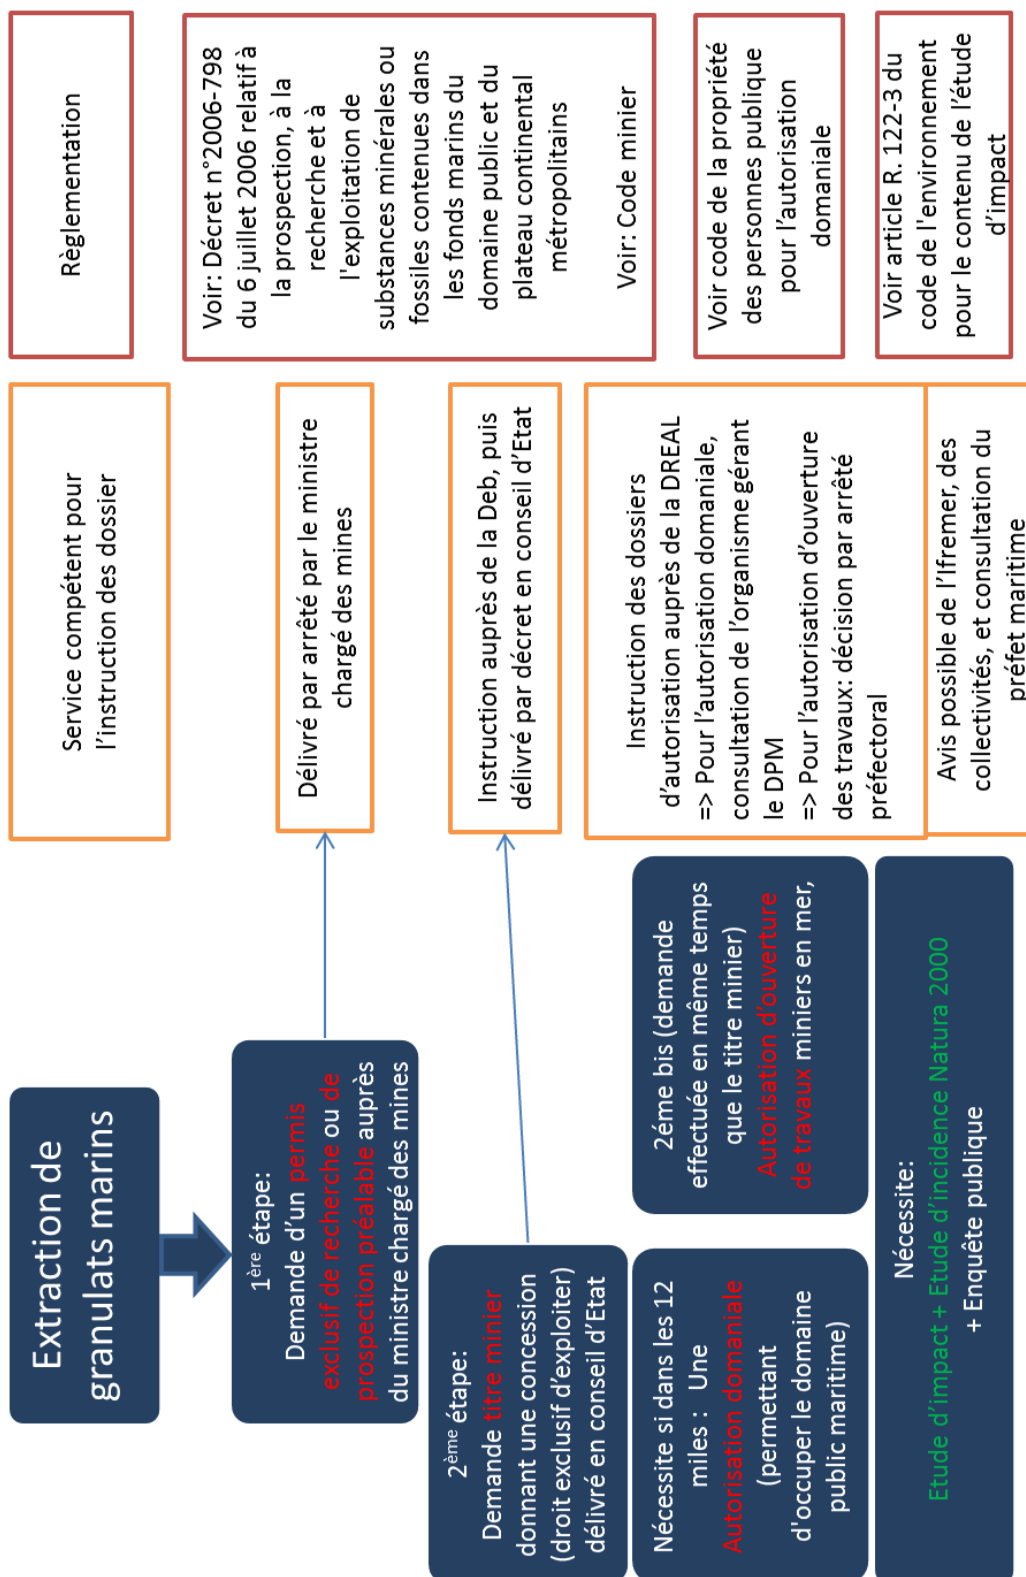 Extraction de
granulats marins
Service compétent pour
l'instruction des dossier
Règlementation
1ère étape:
Demande d'un permis
exclusif de recherche ou de
prospection préalable auprès
du ministre chargé des mines
Délivré par arrêté par le ministre
chargé des mines
Voir: Décret n°2006-798
du 6 juillet 2006 relatif à
la prospection, à la
recherche et à
l'exploitation de
substances minérales ou
fossiles contenues dans
les fonds marins du
domaine public et du
plateau continental
métropolitains
Voir: Code minier
2ème étape:
Demande titre minier
donnant une concession
(droit exclusif d'exploiter)
délivré en conseil d'Etat
Instruction auprès de la Deb, puis
délivré par décret en conseil d'Etat
Nécessite si dans les 12
miles : Une
Autorisation domaniale
(permettant
d'occuper le domaine
public maritime)
2éme bis (demande
effectuée en même temps
que le titre minier)
Autorisation d'ouverture
de travaux miniers en mer,
Instruction des dossiers
d'autorisation auprès de la DREAL
=> Pour l'autorisation domaniale,
consultation de l'organisme gérant
le DPM
=> Pour l'autorisation d'ouverture
des travaux: décision par arrêté
préfectoral
Voir code de la propriété
des personnes publique
pour l'autorisation
domaniale
Nécessite:
Etude d'impact + Etude d'incidence Natura 2000
+ Enquête publique
Avis possible de l'Ifremer, des
collectivités, et consultation du
préfet maritime
Voir article R. 122-3 du
code de l'environnement
pour le contenu de l'étude
d'impact